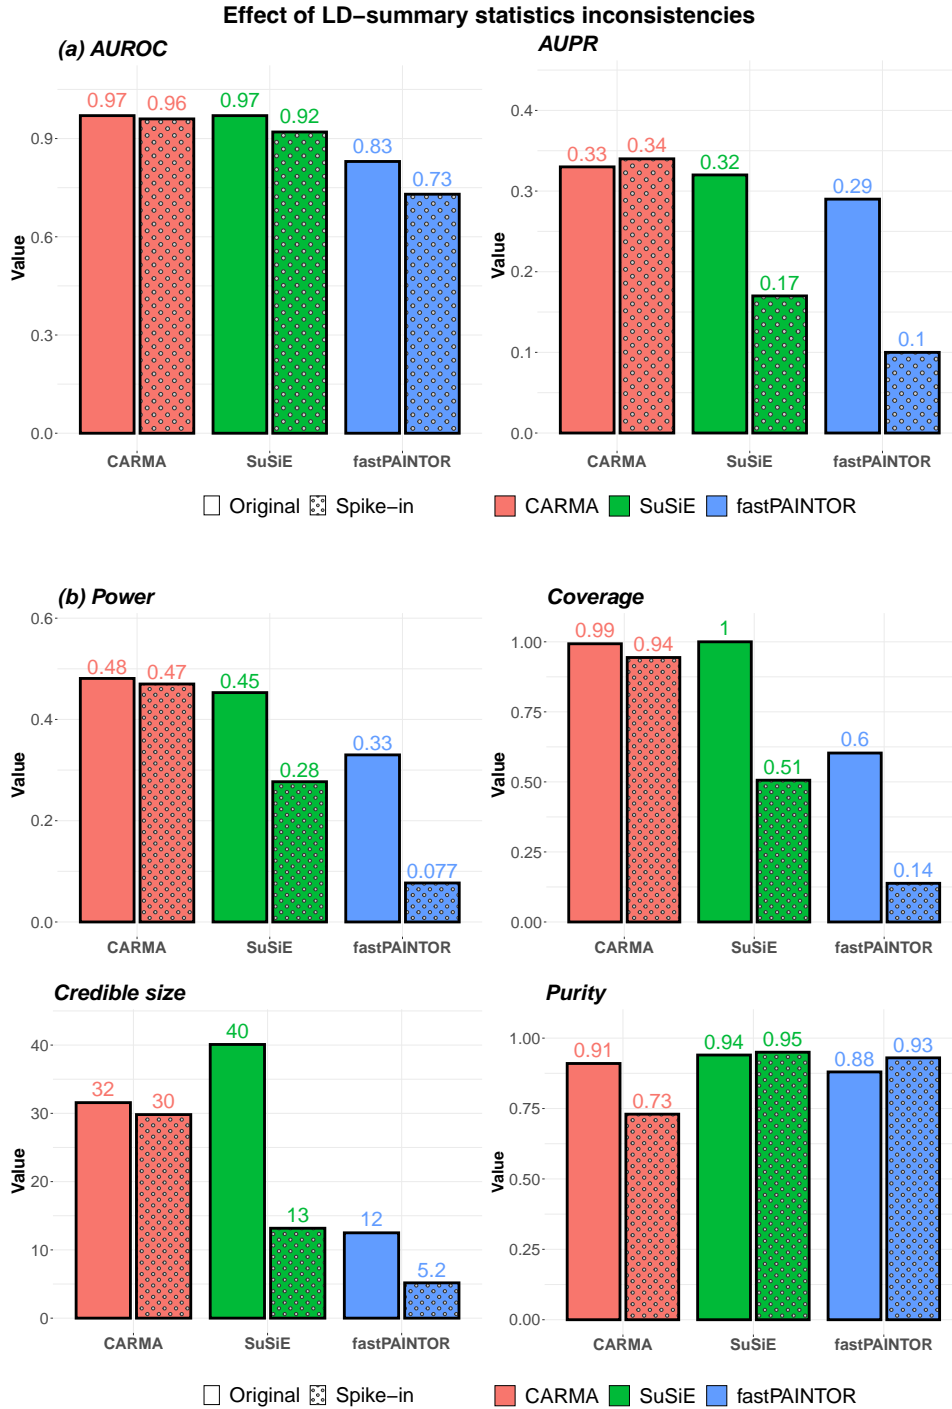 Effect of LD−summary statistics inconsistencies
(a) AUROC
AUPR
Value
0.0
0.3
0.6
0.9
0.97
0.96
0.97
0.92
0.83
0.73
CARMA
SuSiE
fastPAINTOR
Value
0.0
0.1
0.2
0.3
0.4
0.33
0.34
0.32
0.17
0.29
0.1
CARMA
SuSiE
fastPAINTOR
Original Spike−in CARMA SuSiE fastPAINTOR
(b) Power
Coverage
Value
0.0
0.2
0.4
0.6
0.48
0.47
0.45
0.28
0.33
0.077
CARMA
SuSiE
fastPAINTOR
Value
0.00
0.25
0.50
0.75
1.00
0.99
0.94
1
0.51
0.6
0.14
CARMA
SuSiE
fastPAINTOR
Credible size
Purity
Value
0
10
20
30
40
32
30
40
13
12
5.2
CARMA
SuSiE
fastPAINTOR
Value
0.00
0.25
0.50
0.75
1.00
0.91
0.73
0.94
0.95
0.88
0.93
CARMA
SuSiE
fastPAINTOR
Original Spike−in CARMA SuSiE fastPAINTOR